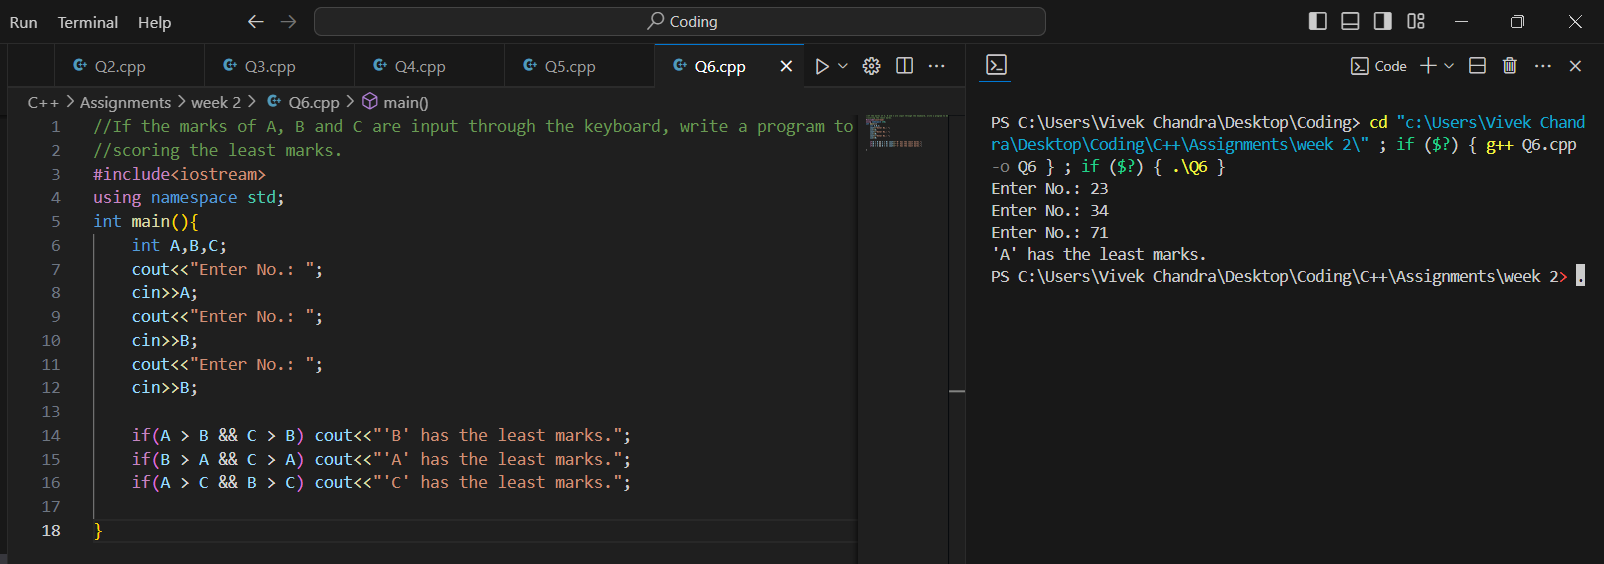 Run Terminal Help Coding
Q2.cpp Q3.cpp Q4.cpp Q5.cpp Q6.cpp
C++ > Assignments > week 2 > Q6.cpp > main()
1 //If the marks of A, B and C are input through the keyboard, write a program to
2 //scoring the least marks.
3 #include<iostream>
4 using namespace std;
5 int main(){
6 int A,B,C;
7 cout<<"Enter No.: ";
8 cin>>A;
9 cout<<"Enter No.: ";
10 cin>>B;
11 cout<<"Enter No.: ";
12 cin>>B;
13
14 if(A > B && C > B) cout<<"'B' has the least marks.";
15 if(B > A && C > A) cout<<"'A' has the least marks.";
16 if(A > C && B > C) cout<<"'C' has the least marks.";
17
18 }
Code
PS C:\Users\Vivek Chandra\Desktop\Coding> cd "c:\Users\Vivek Chand
ra\Desktop\Coding\C++\Assignments\week 2\" ; if ($?) { g++ Q6.cpp
-o Q6 } ; if ($?) { .\Q6 }
Enter No.: 23
Enter No.: 34
Enter No.: 71
'A' has the least marks.
PS C:\Users\Vivek Chandra\Desktop\Coding\C++\Assignments\week 2> .